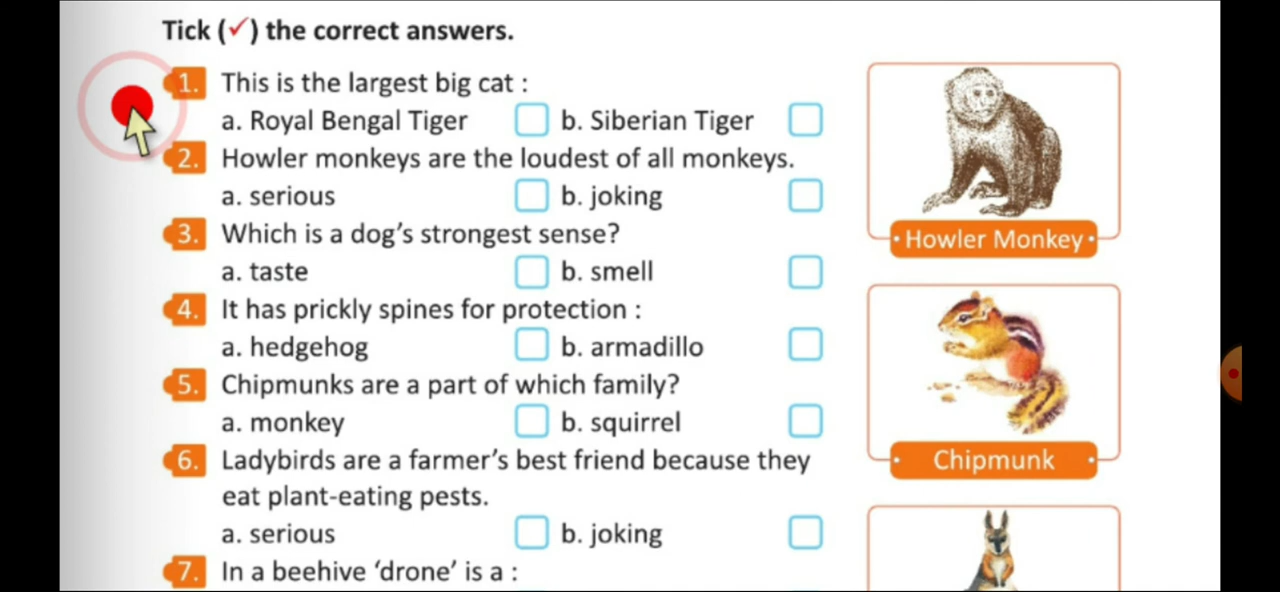 Tick (✓) the correct answers.
1. This is the largest big cat :
a. Royal Bengal Tiger b. Siberian Tiger
2. Howler monkeys are the loudest of all monkeys.
a. serious b. joking
3. Which is a dog’s strongest sense?
a. taste b. smell
4. It has prickly spines for protection :
a. hedgehog b. armadillo
5. Chipmunks are a part of which family?
a. monkey b. squirrel
6. Ladybirds are a farmer’s best friend because they
eat plant-eating pests.
a. serious b. joking
7. In a beehive ‘drone’ is a :
Howler Monkey
Chipmunk